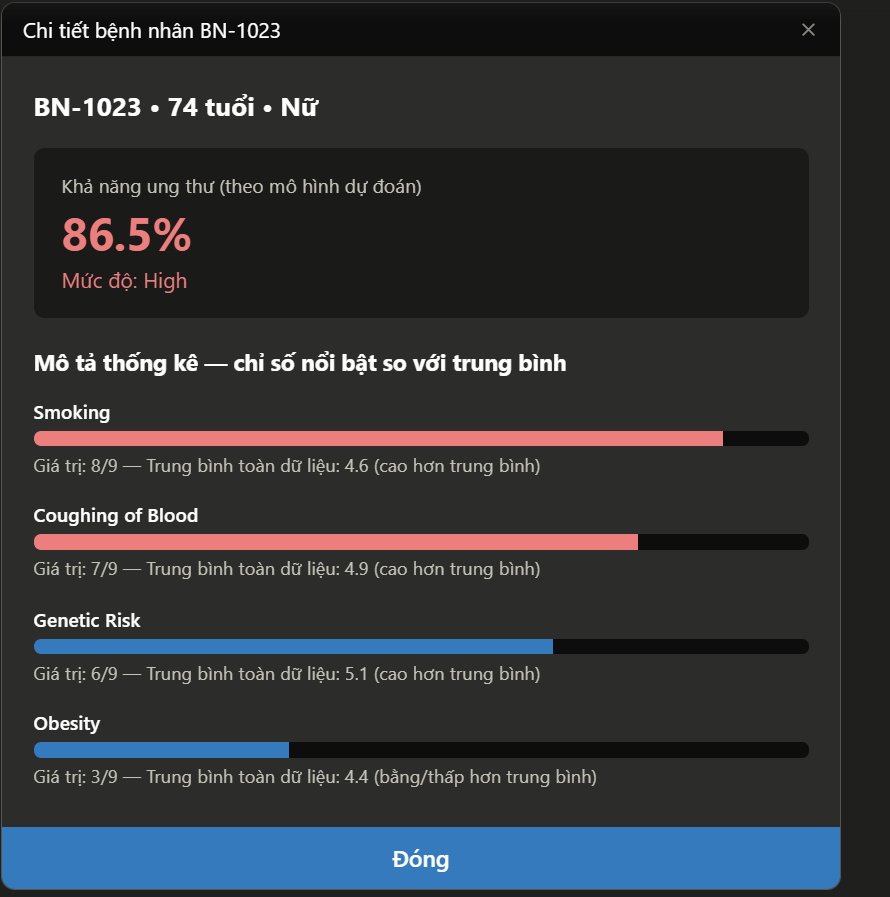 Chi tiết bệnh nhân BN-1023
BN-1023 • 74 tuổi • Nữ
Khả năng ung thư (theo mô hình dự đoán)
86.5%
Mức độ: High
Mô tả thống kê — chỉ số nổi bật so với trung bình
Smoking
Giá trị: 8/9 — Trung bình toàn dữ liệu: 4.6 (cao hơn trung bình)
Coughing of Blood
Giá trị: 7/9 — Trung bình toàn dữ liệu: 4.9 (cao hơn trung bình)
Genetic Risk
Giá trị: 6/9 — Trung bình toàn dữ liệu: 5.1 (cao hơn trung bình)
Obesity
Giá trị: 3/9 — Trung bình toàn dữ liệu: 4.4 (bằng/thấp hơn trung bình)
Đóng